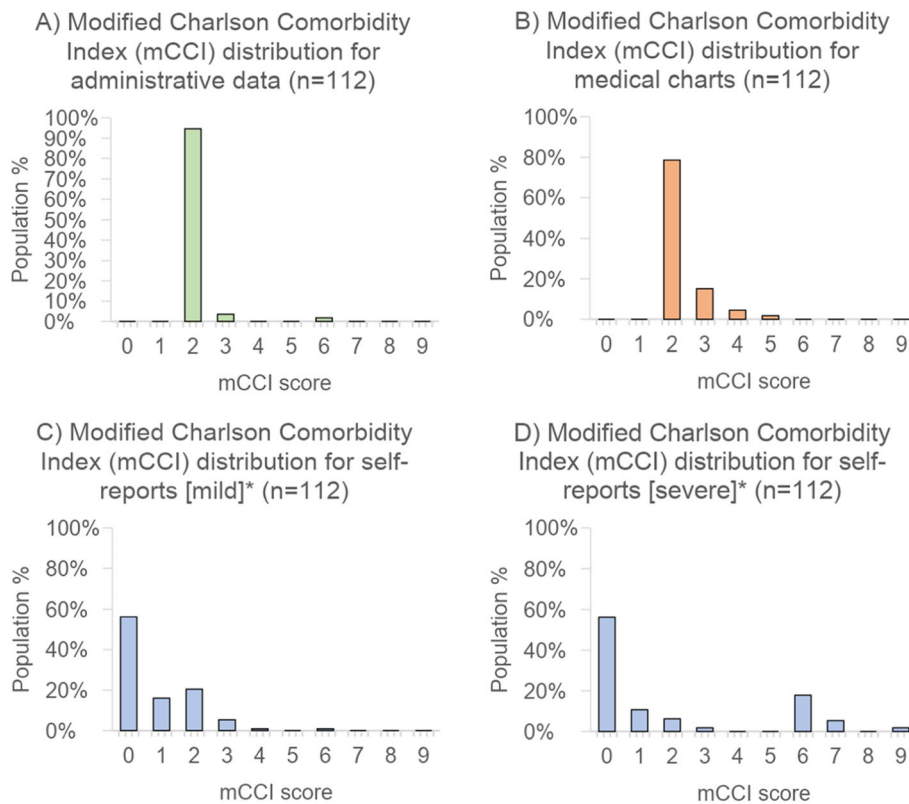 A) Modified Charlson Comorbidity
Index (mCCI) distribution for
administrative data (n=112)
100%
90%
80%
70%
60%
50%
40%
30%
20%
10%
0%
Population %
0 1 2 3 4 5 6 7 8 9
mCCI score
B) Modified Charlson Comorbidity
Index (mCCI) distribution for
medical charts (n=112)
100%
80%
60%
40%
20%
0%
Population %
0 1 2 3 4 5 6 7 8 9
mCCI score
C) Modified Charlson Comorbidity
Index (mCCI) distribution for self-
reports [mild]* (n=112)
100%
80%
60%
40%
20%
0%
Population %
0 1 2 3 4 5 6 7 8 9
mCCI score
D) Modified Charlson Comorbidity
Index (mCCI) distribution for self-
reports [severe]* (n=112)
100%
80%
60%
40%
20%
0%
Population %
0 1 2 3 4 5 6 7 8 9
mCCI score